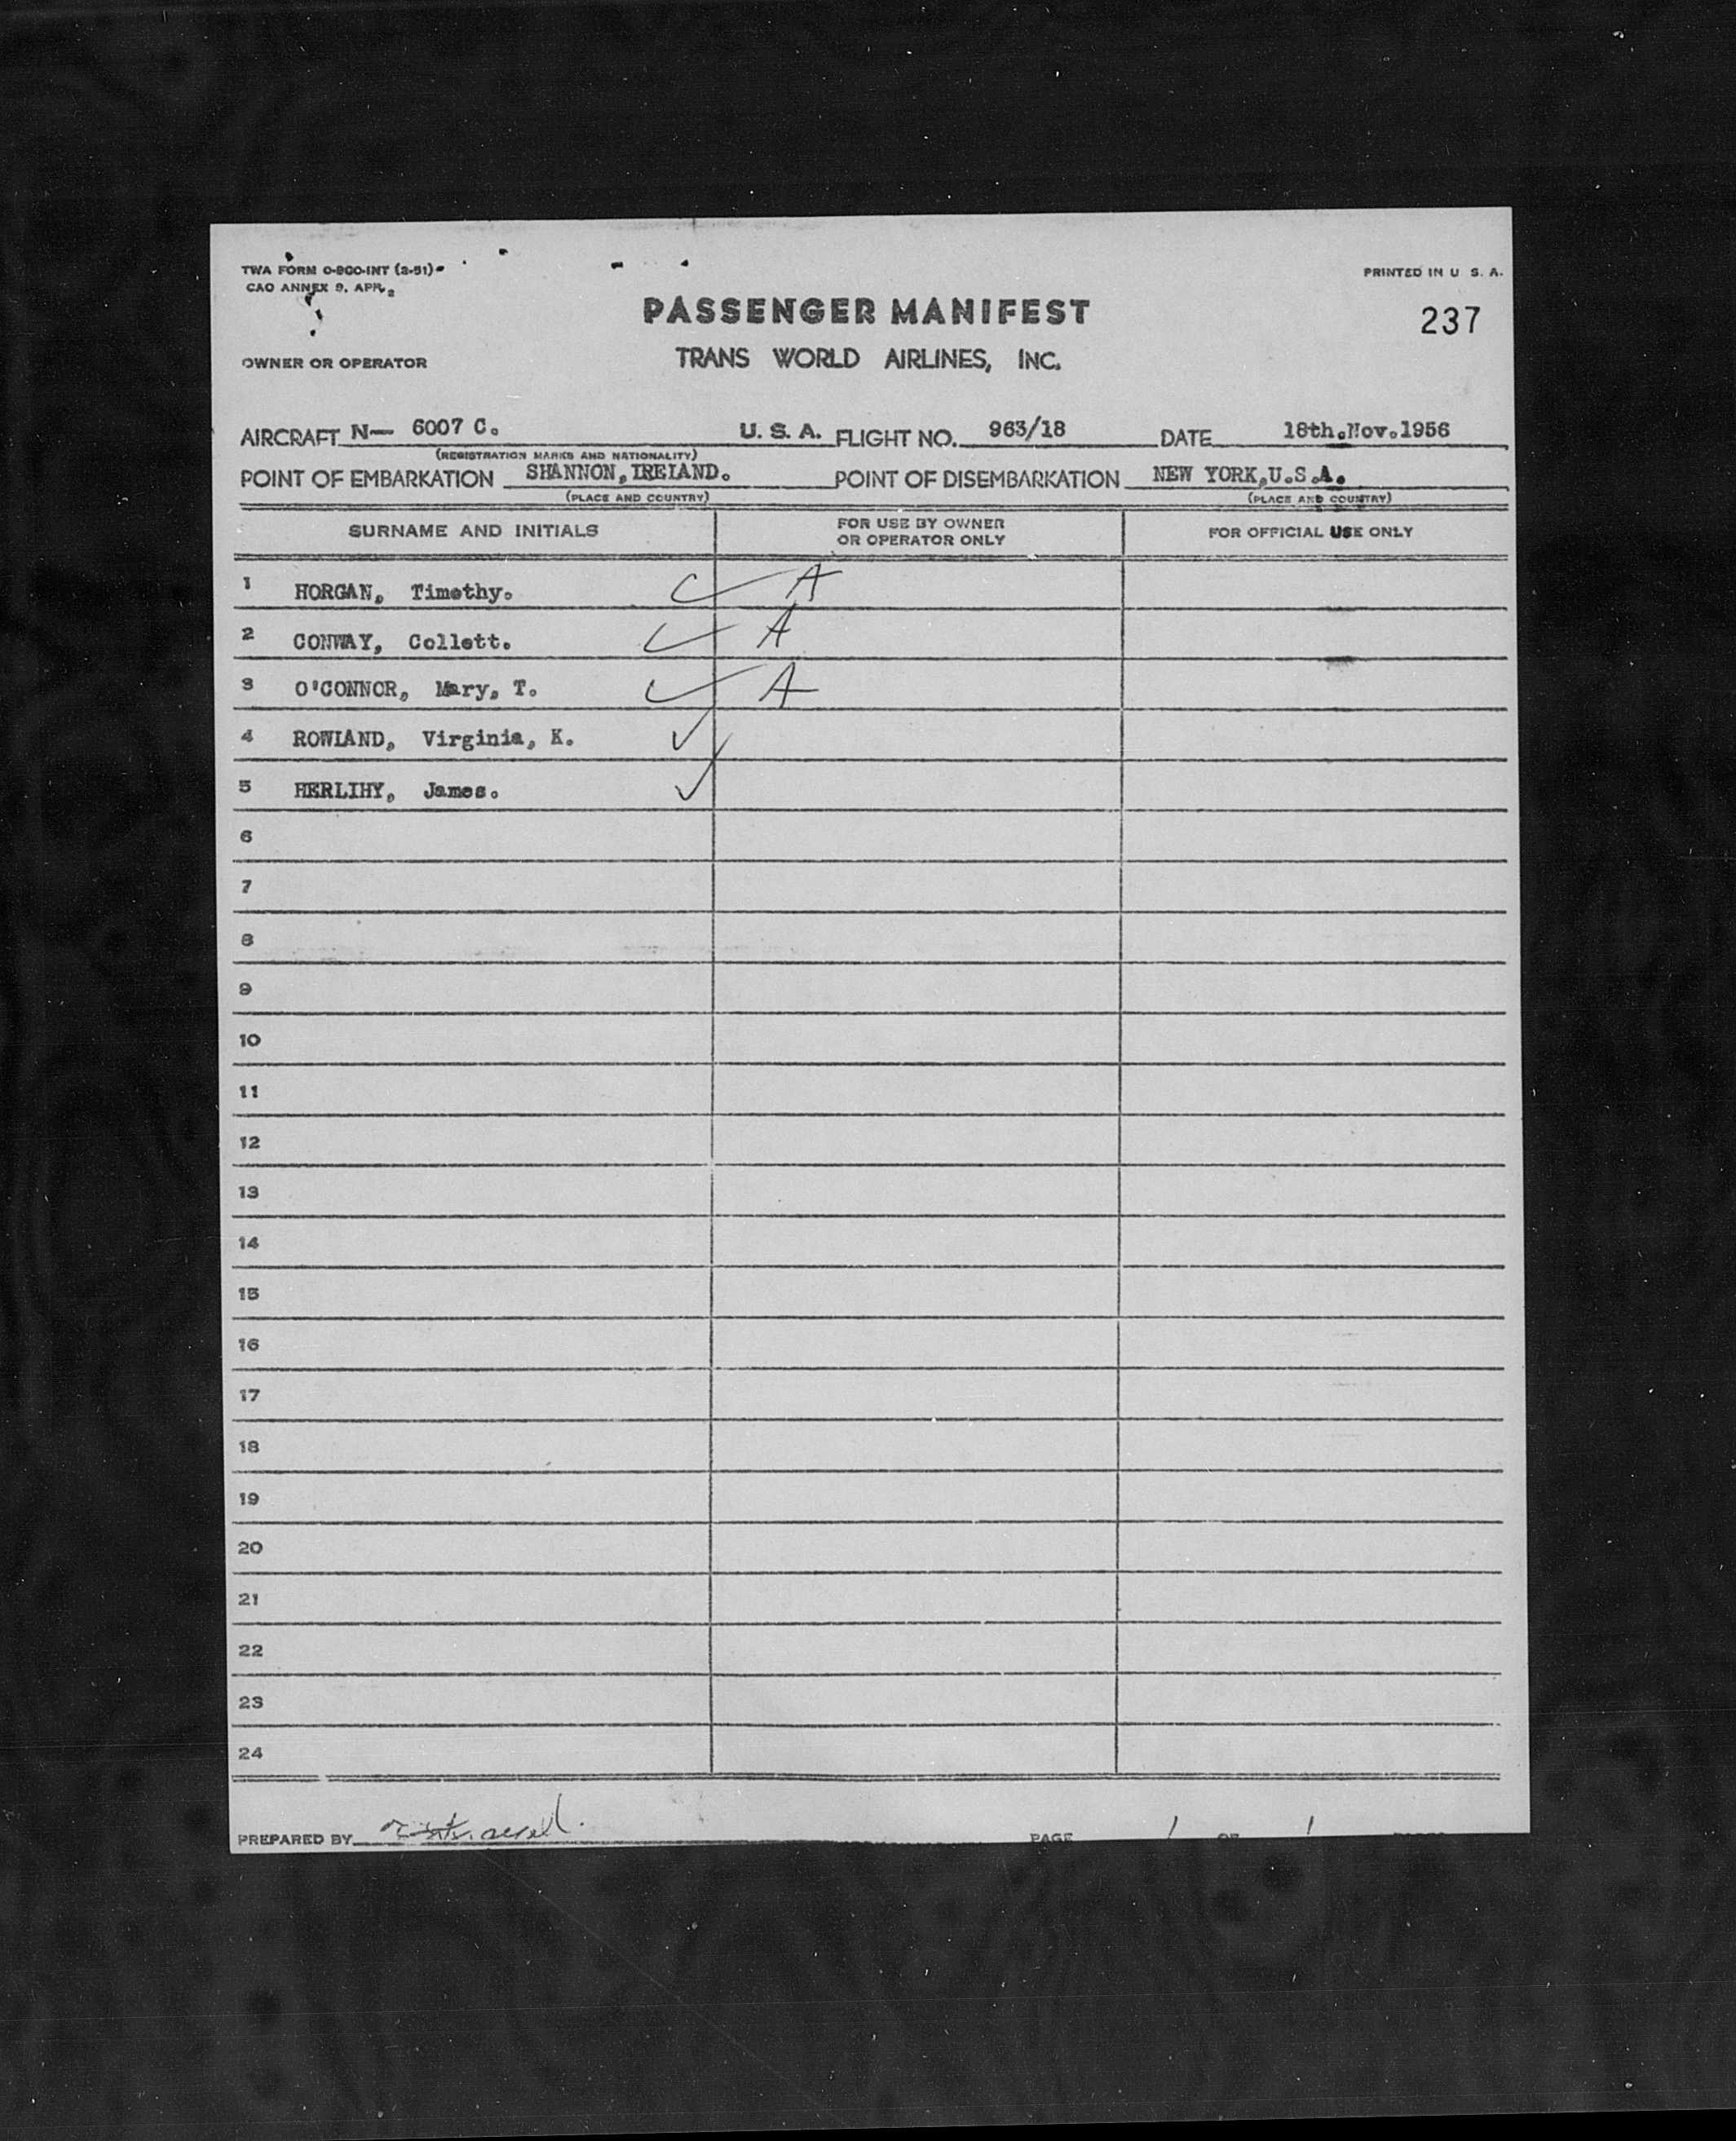 TWA FORM O-900-INT (2-51)
CAO ANNEX 9, APP. 2
PRINTED IN U S. A.
PASSENGER MANIFEST
237
OWNER OR OPERATOR
TRANS WORLD AIRLINES, INC.
AIRCRAFT N— 6007 C. U. S. A. FLIGHT NO. 963/18 DATE 18th.Nov.1956
(REGISTRATION MARKS AND NATIONALITY)
POINT OF EMBARKATION SHANNON, IRELAND. POINT OF DISEMBARKATION NEW YORK,U.S.A.
(PLACE AND COUNTRY) (PLACE AND COUNTRY)
SURNAME AND INITIALS FOR USE BY OWNER OR OPERATOR ONLY FOR OFFICIAL USE ONLY
1 HORGAN, Timothy. ✓ A
2 CONWAY, Collett. ✓ A
3 O'CONNOR, Mary, T. ✓ A
4 ROWLAND, Virginia, K. ✓
5 HERLIHY, James. ✓
6
7
8
9
10
11
12
13
14
15
16
17
18
19
20
21
22
23
24
PREPARED BY PAGE 1 OF 1